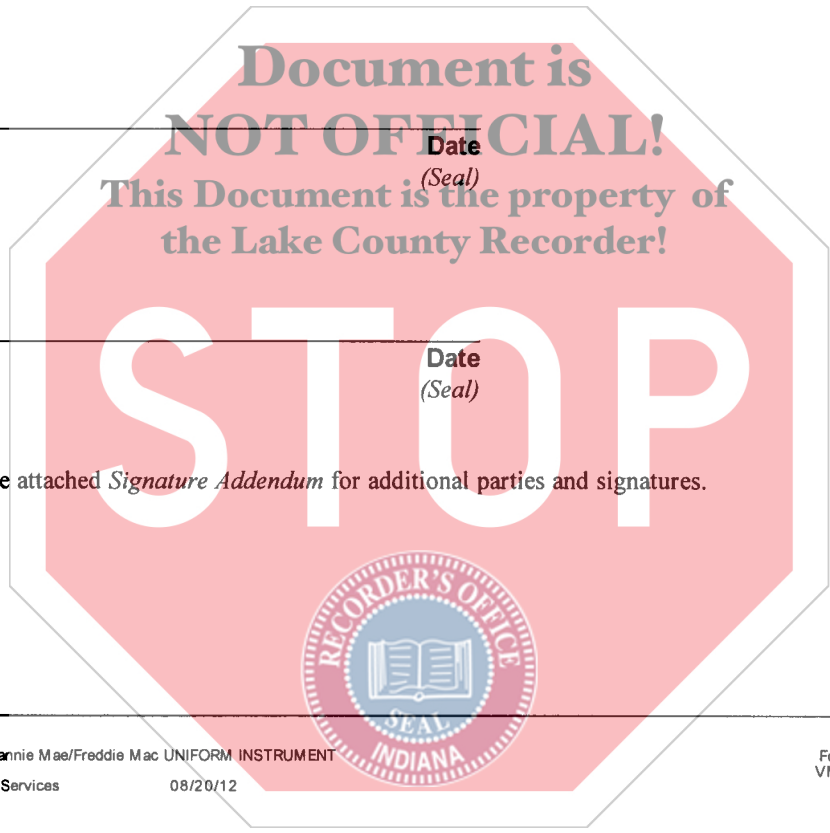 Document is
NOT OFFICIAL!
Date
(Seal)
This Document is the property of
the Lake County Recorder!
STOP
Date
(Seal)
e attached Signature Addendum for additional parties and signatures.
RECORDER'S OFFICE
SEAL
INDIANA
annie Mae/Freddie Mac UNIFORM INSTRUMENT
Services 08/20/12